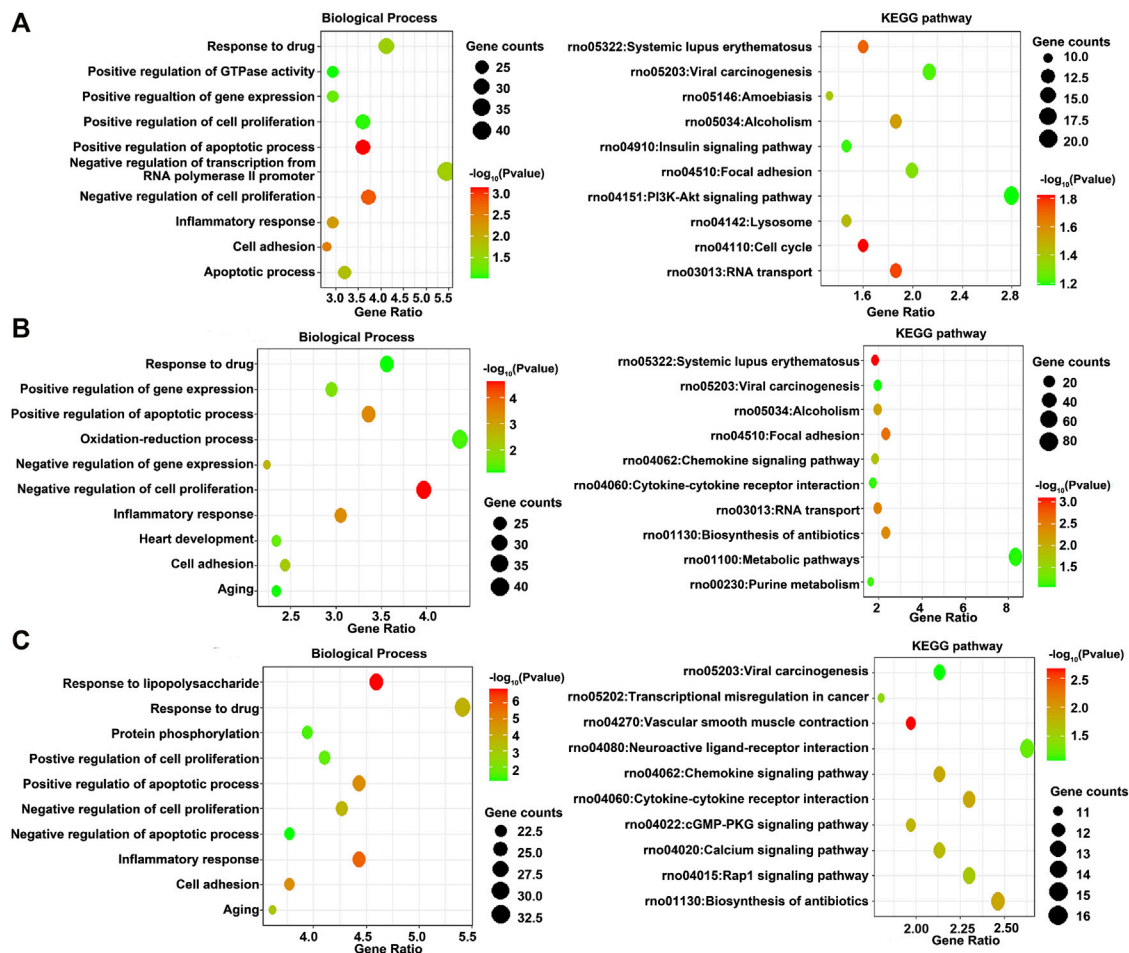 A
Biological Process
Response to drug
Positive regulation of GTPase activity
Positive regualtion of gene expression
Positive regulation of cell proliferation
Positive regulation of apoptotic process
Negative regulation of transcription from
RNA polymerase II promoter
Negative regulation of cell proliferation
Inflammatory response
Cell adhesion
Apoptotic process
3.0 3.5 4.0 4.5 5.0 5.5
Gene Ratio
Gene counts
25
30
35
40
-log10(Pvalue)
3.0
2.5
2.0
1.5
KEGG pathway
rno05322:Systemic lupus erythematosus
rno05203:Viral carcinogenesis
rno05146:Amoebiasis
rno05034:Alcoholism
rno04910:Insulin signaling pathway
rno04510:Focal adhesion
rno04151:PI3K-Akt signaling pathway
rno04142:Lysosome
rno04110:Cell cycle
rno03013:RNA transport
1.6 2.0 2.4 2.8
Gene Ratio
Gene counts
10.0
12.5
15.0
17.5
20.0
-log10(Pvalue)
1.8
1.6
1.4
1.2
B
Biological Process
Response to drug
Positive regulation of gene expression
Positive regulation of apoptotic process
Oxidation-reduction process
Negative regulation of gene expression
Negative regulation of cell proliferation
Inflammatory response
Heart development
Cell adhesion
Aging
2.5 3.0 3.5 4.0
Gene Ratio
-log10(Pvalue)
4
3
2
Gene counts
25
30
35
40
KEGG pathway
rno05322:Systemic lupus erythematosus
rno05203:Viral carcinogenesis
rno05034:Alcoholism
rno04510:Focal adhesion
rno04062:Chemokine signaling pathway
rno04060:Cytokine-cytokine receptor interaction
rno03013:RNA transport
rno01130:Biosynthesis of antibiotics
rno01100:Metabolic pathways
rno00230:Purine metabolism
2 4 6 8
Gene Ratio
Gene counts
20
40
60
80
-log10(Pvalue)
3.0
2.5
2.0
1.5
C
Biological Process
Response to lipopolysaccharide
Response to drug
Protein phosphorylation
Postive regulation of cell proliferation
Positive regulatio of apoptotic process
Negative regulation of cell proliferation
Negative regulation of apoptotic process
Inflammatory response
Cell adhesion
Aging
4.0 4.5 5.0 5.5
Gene Ratio
-log10(Pvalue)
6
5
4
3
2
Gene counts
22.5
25.0
27.5
30.0
32.5
KEGG pathway
rno05203:Viral carcinogenesis
rno05202:Transcriptional misregulation in cancer
rno04270:Vascular smooth muscle contraction
rno04080:Neuroactive ligand-receptor interaction
rno04062:Chemokine signaling pathway
rno04060:Cytokine-cytokine receptor interaction
rno04022:cGMP-PKG signaling pathway
rno04020:Calcium signaling pathway
rno04015:Rap1 signaling pathway
rno01130:Biosynthesis of antibiotics
2.00 2.25 2.50
Gene Ratio
-log10(Pvalue)
2.5
2.0
1.5
Gene counts
11
12
13
14
15
16